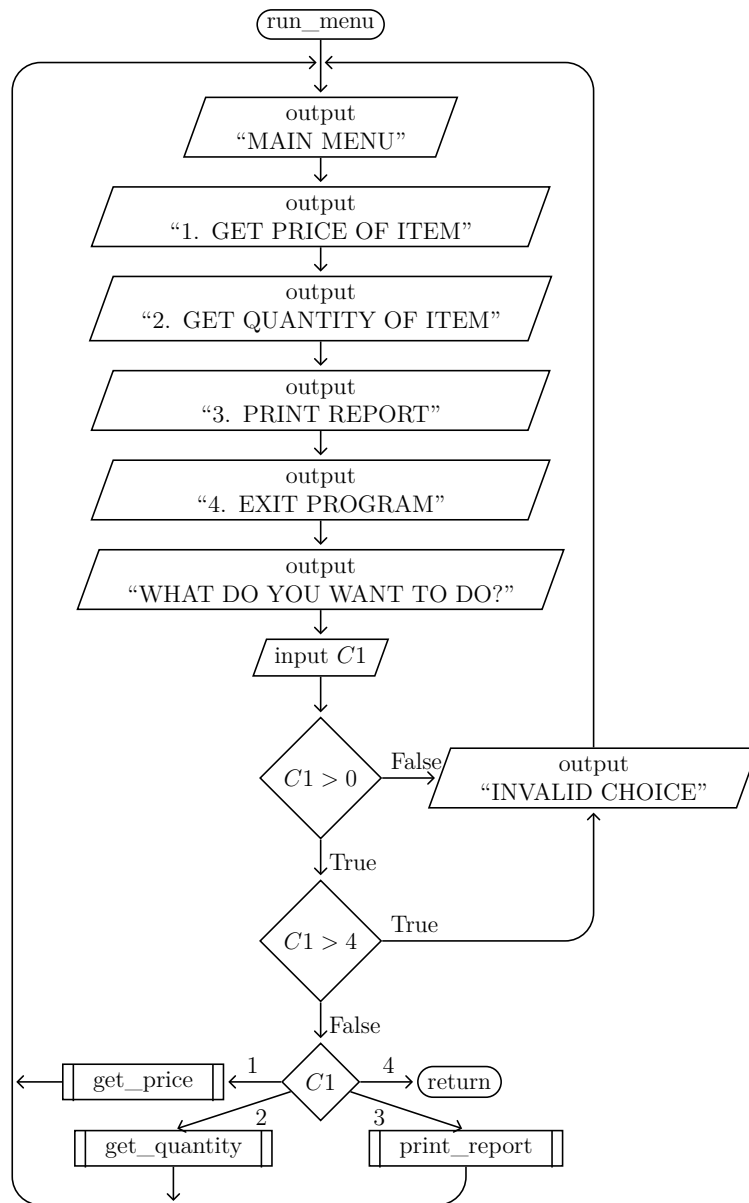 run_menu
output
“MAIN MENU”
output
“1. GET PRICE OF ITEM”
output
“2. GET QUANTITY OF ITEM”
output
“3. PRINT REPORT”
output
“4. EXIT PROGRAM”
output
“WHAT DO YOU WANT TO DO?”
input C1
C1 > 0
False
output
“INVALID CHOICE”
True
C1 > 4
True
False
get_price
1
C1
4
return
2
3
get_quantity
print_report